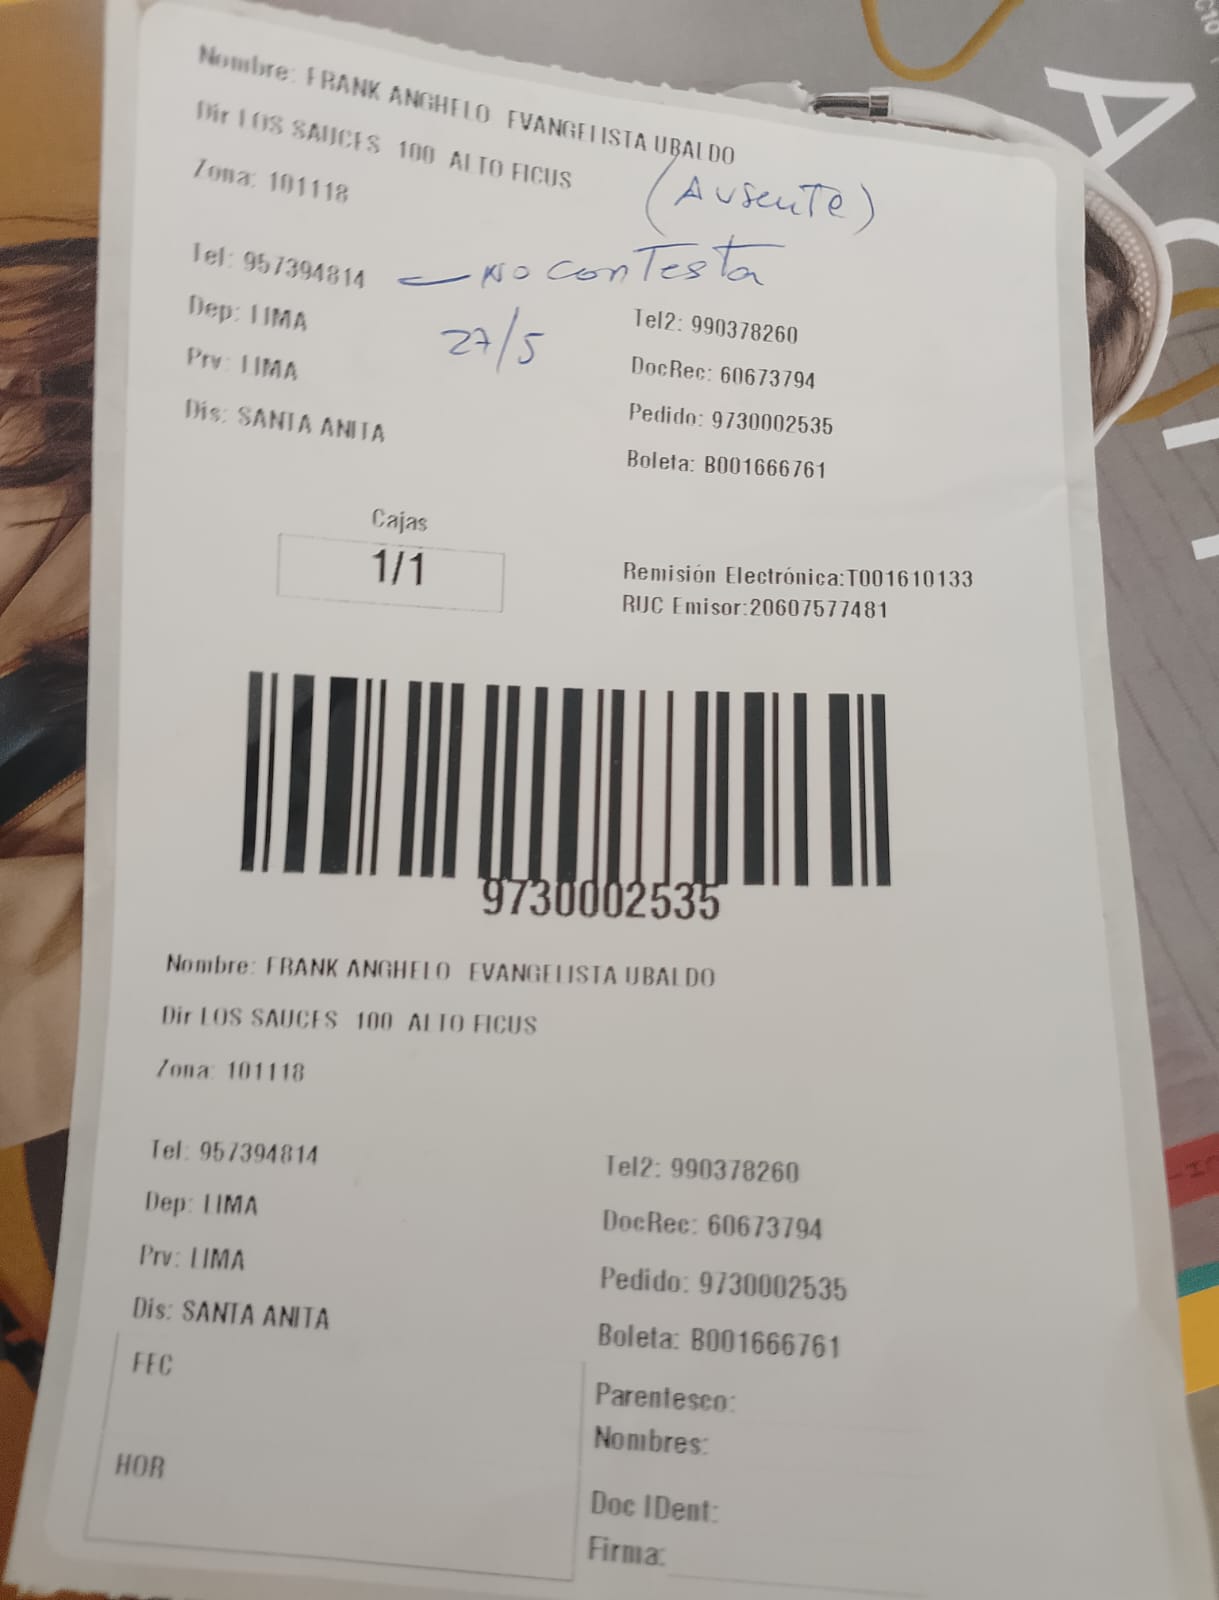 Nombre: FRANK ANGHELO EVANGELISTA UBALDO
Dir LOS SAUCES 100 ALTO FICUS
(Ausente)
Zona: 101118
Tel: 957394814 — No contesta
Dep: LIMA
27/5
Tel2: 990378260
Prv: LIMA
DocRec: 60673794
Dis: SANTA ANITA
Pedido: 9730002535
Boleta: B001666761
Cajas
1/1
Remisión Electrónica:T001610133
RUC Emisor:20607577481
9730002535
Nombre: FRANK ANGHELO EVANGELISTA UBALDO
Dir LOS SAUCES 100 ALTO FICUS
Zona: 101118
Tel: 957394814
Tel2: 990378260
Dep: LIMA
DocRec: 60673794
Prv: LIMA
Pedido: 9730002535
Dis: SANTA ANITA
Boleta: B001666761
FEC
Parentesco:
Nombres:
HOR
Doc IDent:
Firma: